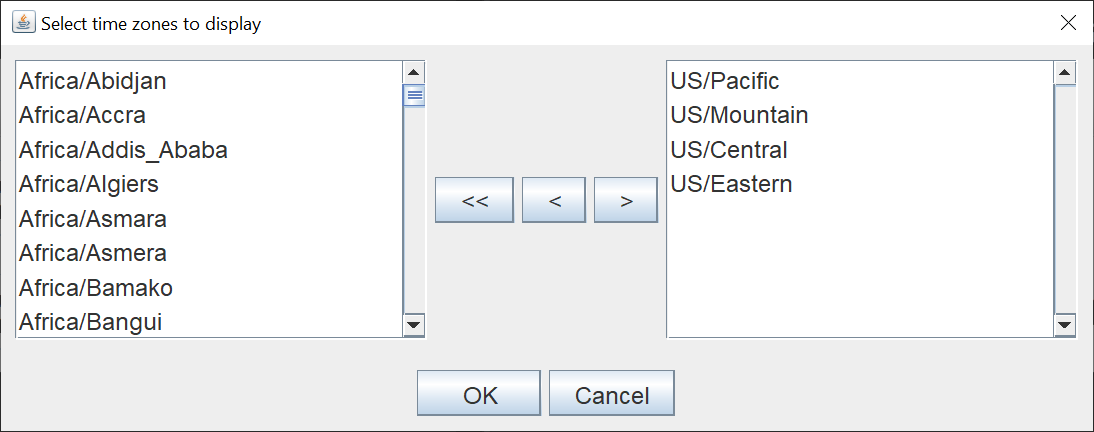 Select time zones to display
Africa/Abidjan
Africa/Accra
Africa/Addis_Ababa
Africa/Algiers
Africa/Asmara
Africa/Asmera
Africa/Bamako
Africa/Bangui
<< < >
US/Pacific
US/Mountain
US/Central
US/Eastern
OK Cancel